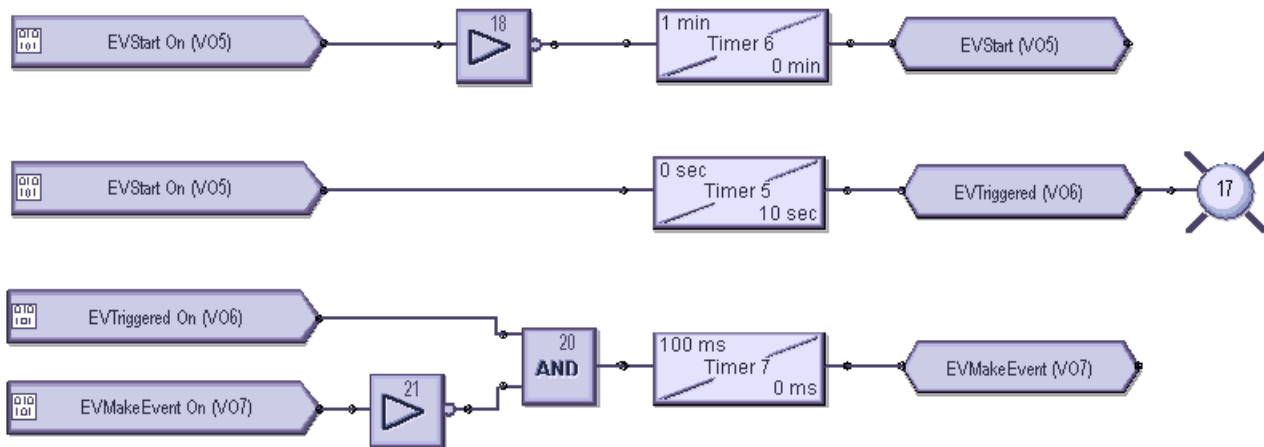 EVStart On (VO5)
18
1 min
Timer 6
0 min
EVStart (VO5)
EVStart On (VO5)
0 sec
Timer 5
10 sec
EVTriggered (VO6)
17
EVTriggered On (VO6)
20
AND
100 ms
Timer 7
0 ms
EVMakeEvent (VO7)
EVMakeEvent On (VO7)
21